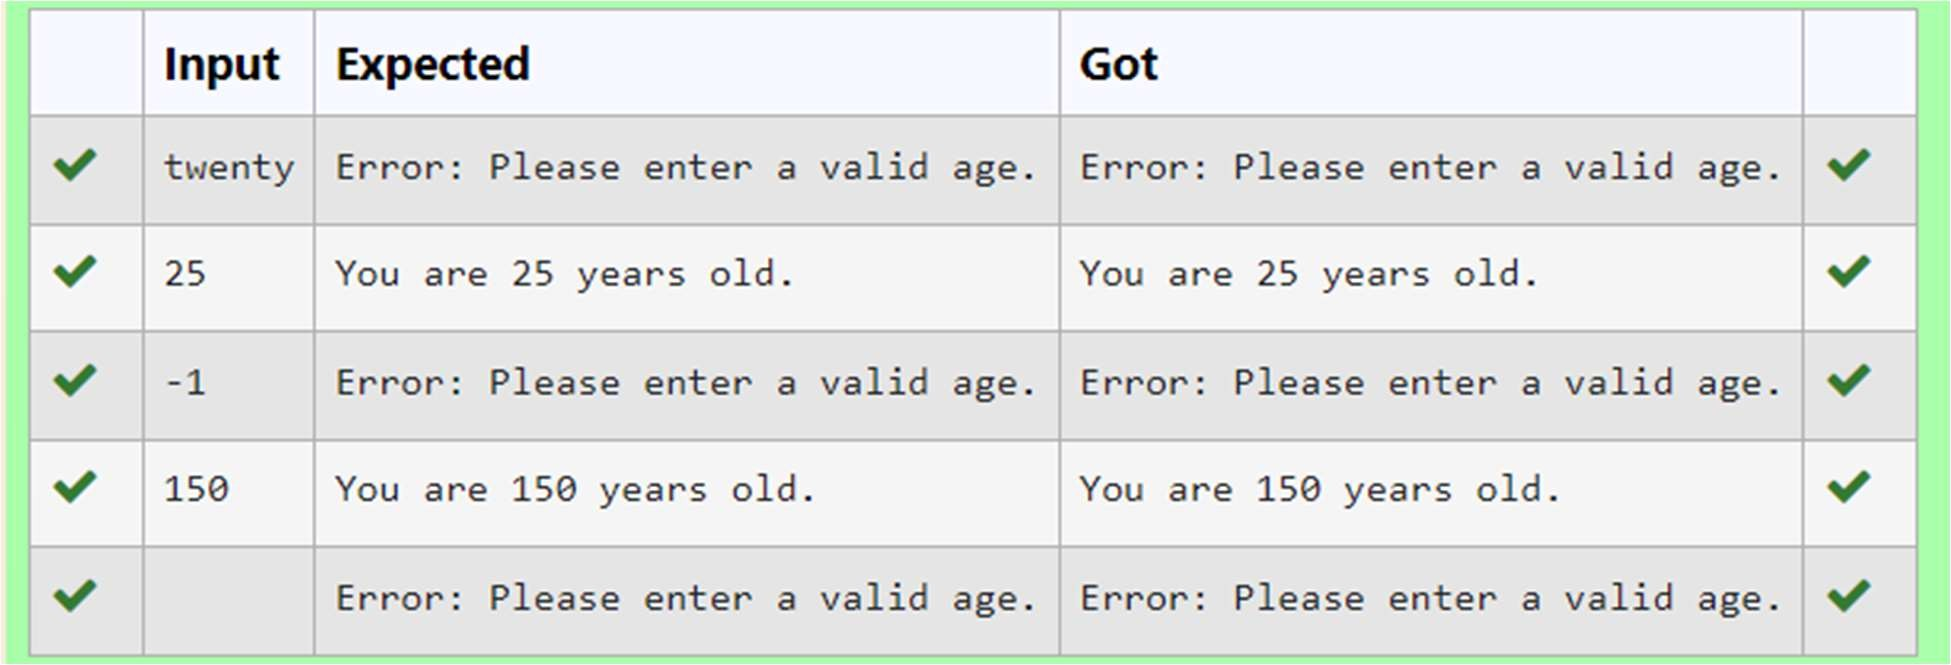 Input Expected Got
twenty Error: Please enter a valid age. Error: Please enter a valid age.
25 You are 25 years old. You are 25 years old.
-1 Error: Please enter a valid age. Error: Please enter a valid age.
150 You are 150 years old. You are 150 years old.
Error: Please enter a valid age. Error: Please enter a valid age.